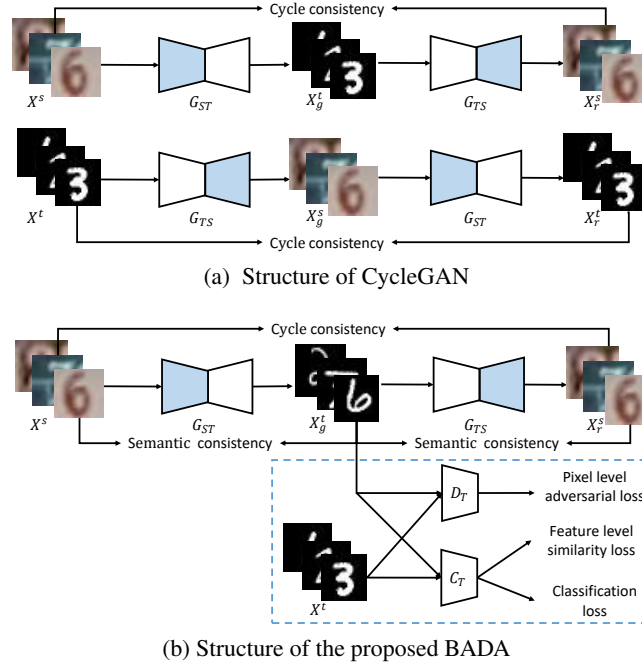 Cycle consistency
X^s G_ST X_g^t G_TS X_r^s
X^t G_TS X_g^s G_ST X_r^t
Cycle consistency
(a) Structure of CycleGAN
Cycle consistency
X^s G_ST X_g^t G_TS X_r^s
Semantic consistency Semantic consistency
D_T
Pixel level
adversarial loss
Feature level
similarity loss
C_T
X^t
Classification
loss
(b) Structure of the proposed BADA